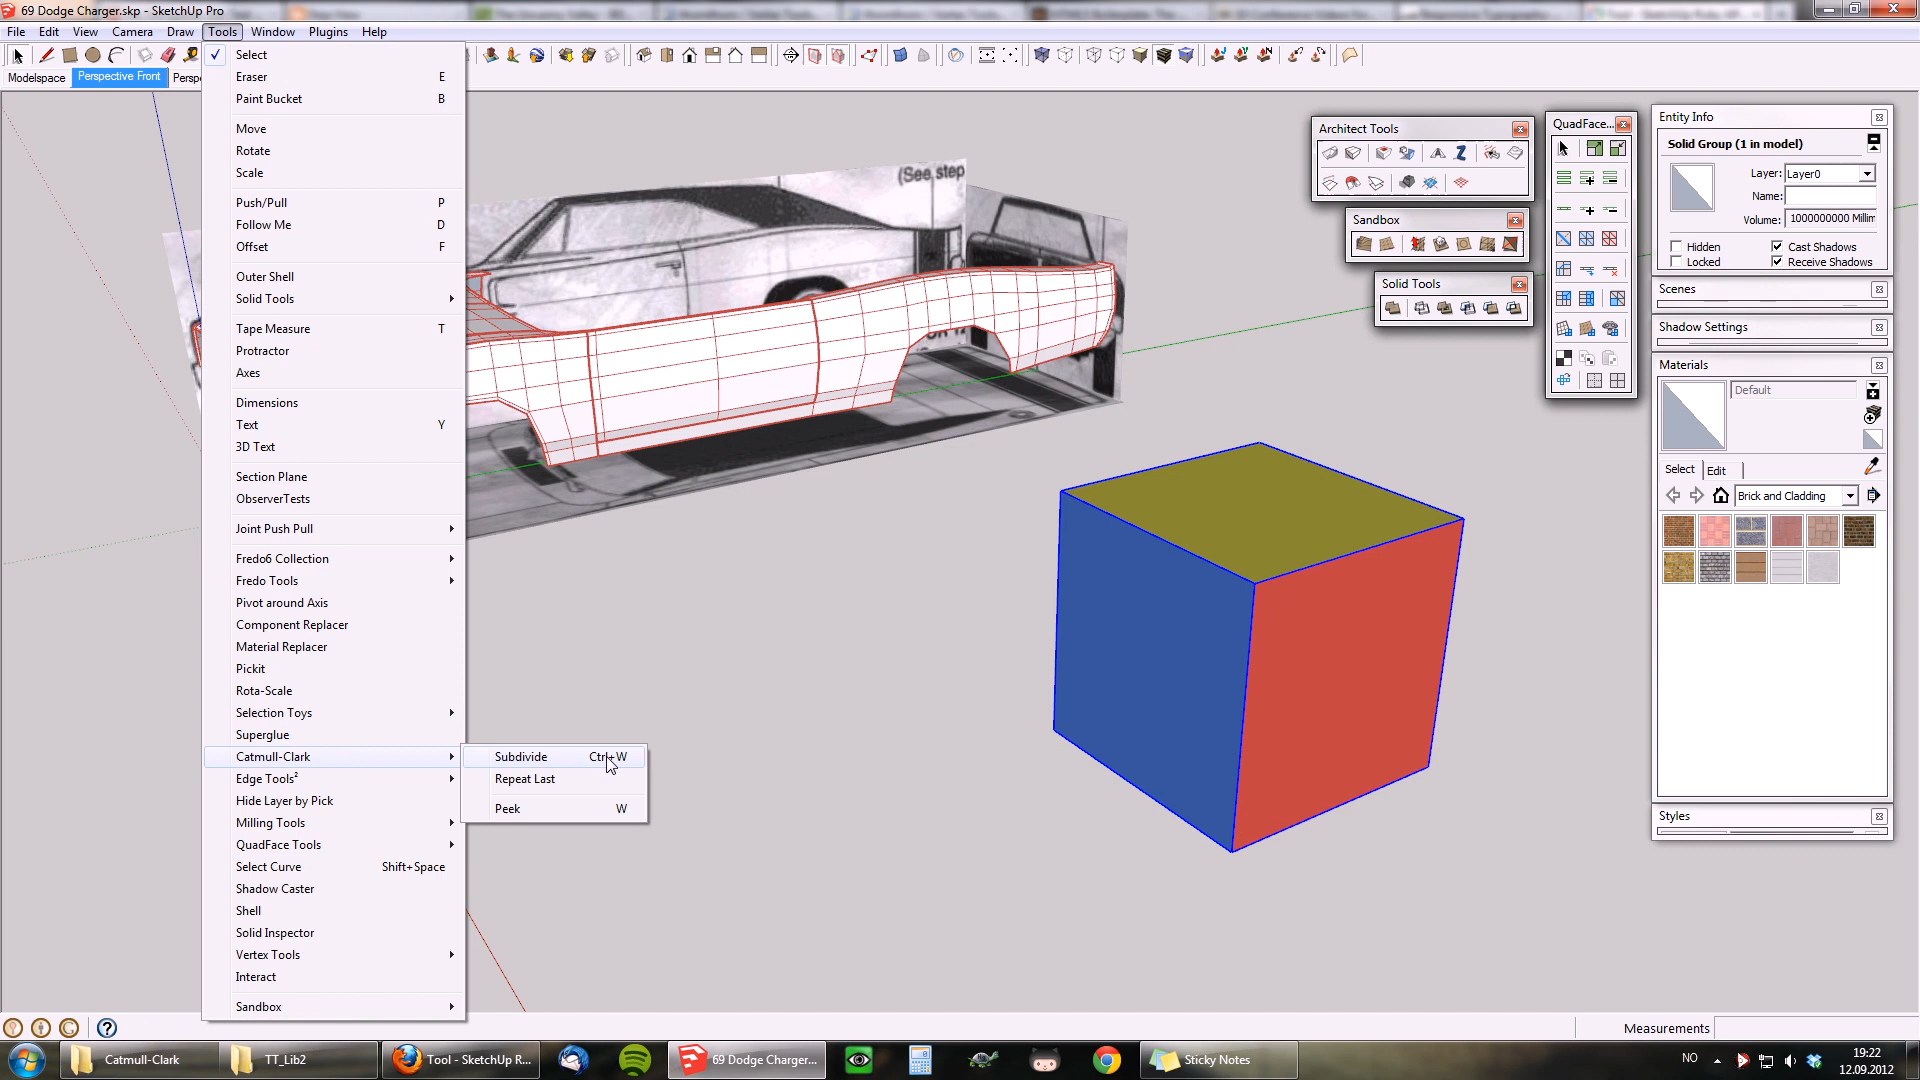 69 Dodge Charger.skp - SketchUp Pro
File Edit View Camera Draw Tools Window Plugins Help
Modelspace Perspective Front Persp
Select
Eraser E
Paint Bucket B
Move
Rotate
Scale
Push/Pull P
Follow Me D
Offset F
Outer Shell
Solid Tools
Tape Measure T
Protractor
Axes
Dimensions
Text Y
3D Text
Section Plane
ObserverTests
Joint Push Pull
Fredo6 Collection
Fredo Tools
Pivot around Axis
Component Replacer
Material Replacer
Pickit
Rota-Scale
Selection Toys
Superglue
Catmull-Clark
Edge Tools²
Hide Layer by Pick
Milling Tools
QuadFace Tools
Select Curve Shift+Space
Shadow Caster
Shell
Solid Inspector
Vertex Tools
Interact
Sandbox
Subdivide Ctrl+W
Repeat Last
Peek W
(See step
Architect Tools
Sandbox
Solid Tools
QuadFace...
Entity Info
Solid Group (1 in model)
Layer: Layer0
Name:
Volume: 1000000000 Millim
Hidden Cast Shadows
Locked Receive Shadows
Scenes
Shadow Settings
Materials
Default
Select Edit
Brick and Cladding
Styles
Measurements
Catmull-Clark
TT_Lib2
Tool - SketchUp R...
69 Dodge Charger...
Sticky Notes
NO
19:22
12.09.2012